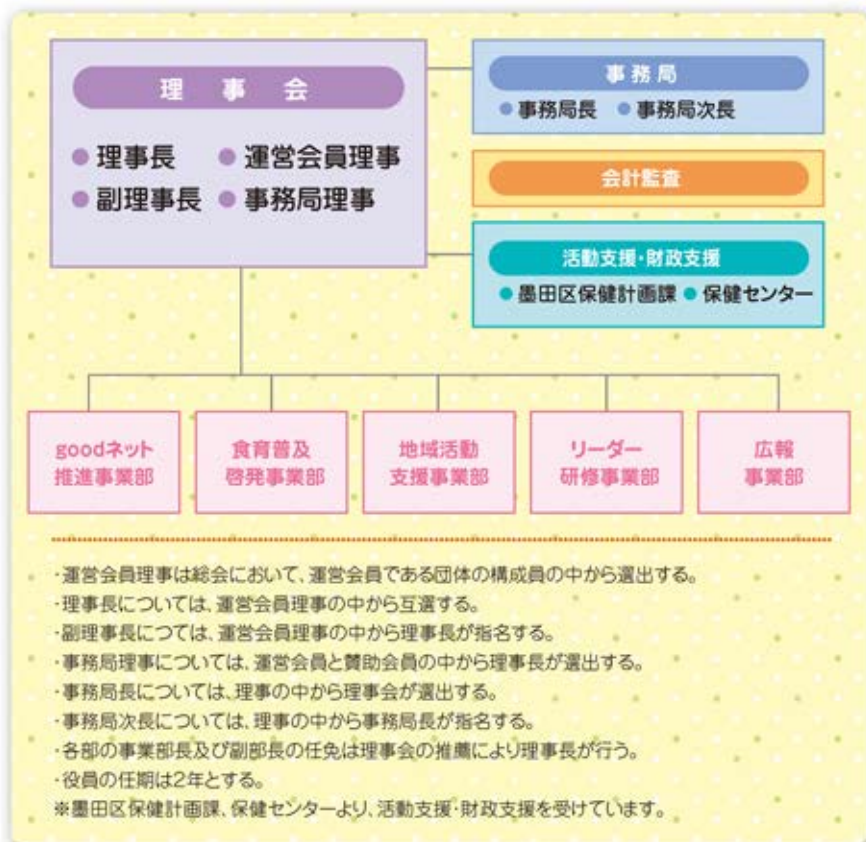 理事会
●理事長 ●運営会員理事
●副理事長 ●事務局理事
事務局
●事務局長 ●事務局次長
会計監査
活動支援・財政支援
●墨田区保健計画課 ●保健センター
goodネット
推進事業部
食育普及
啓発事業部
地域活動
支援事業部
リーダー
研修事業部
広報
事業部
・運営会員理事は総会において、運営会員である団体の構成員の中から選出する。
・理事長については、運営会員理事の中から互選する。
・副理事長につては、運営会員理事の中から理事長が指名する。
・事務局理事については、運営会員と賛助会員の中から理事長が選出する。
・事務局長については、理事の中から理事会が選出する。
・事務局次長については、理事の中から事務局長が指名する。
・各部の事業部長及び副部長の任免は理事会の推薦により理事長が行う。
・役員の任期は2年とする。
※墨田区保健計画課、保健センターより、活動支援・財政支援を受けています。